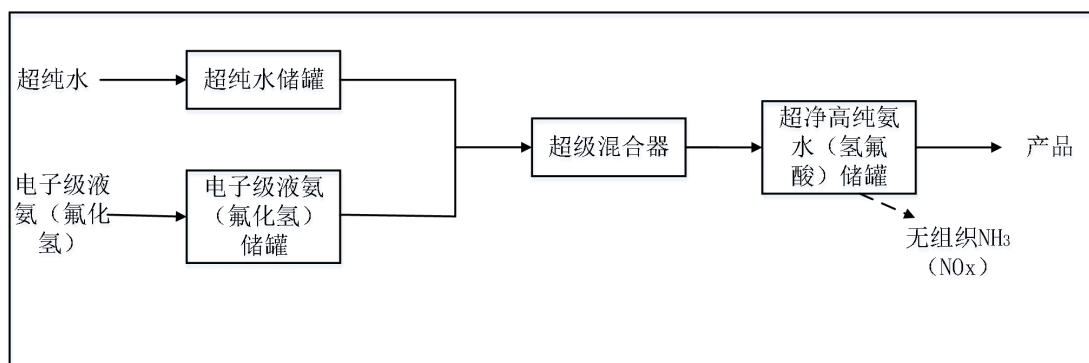 超纯水
超纯水储罐
电子级液
氨（氟化
氢）
电子级液氨
（氟化氢）
储罐
超级混合器
超净高纯氨
水（氢氟
酸）储罐
产品
无组织NH₃
（NOx）